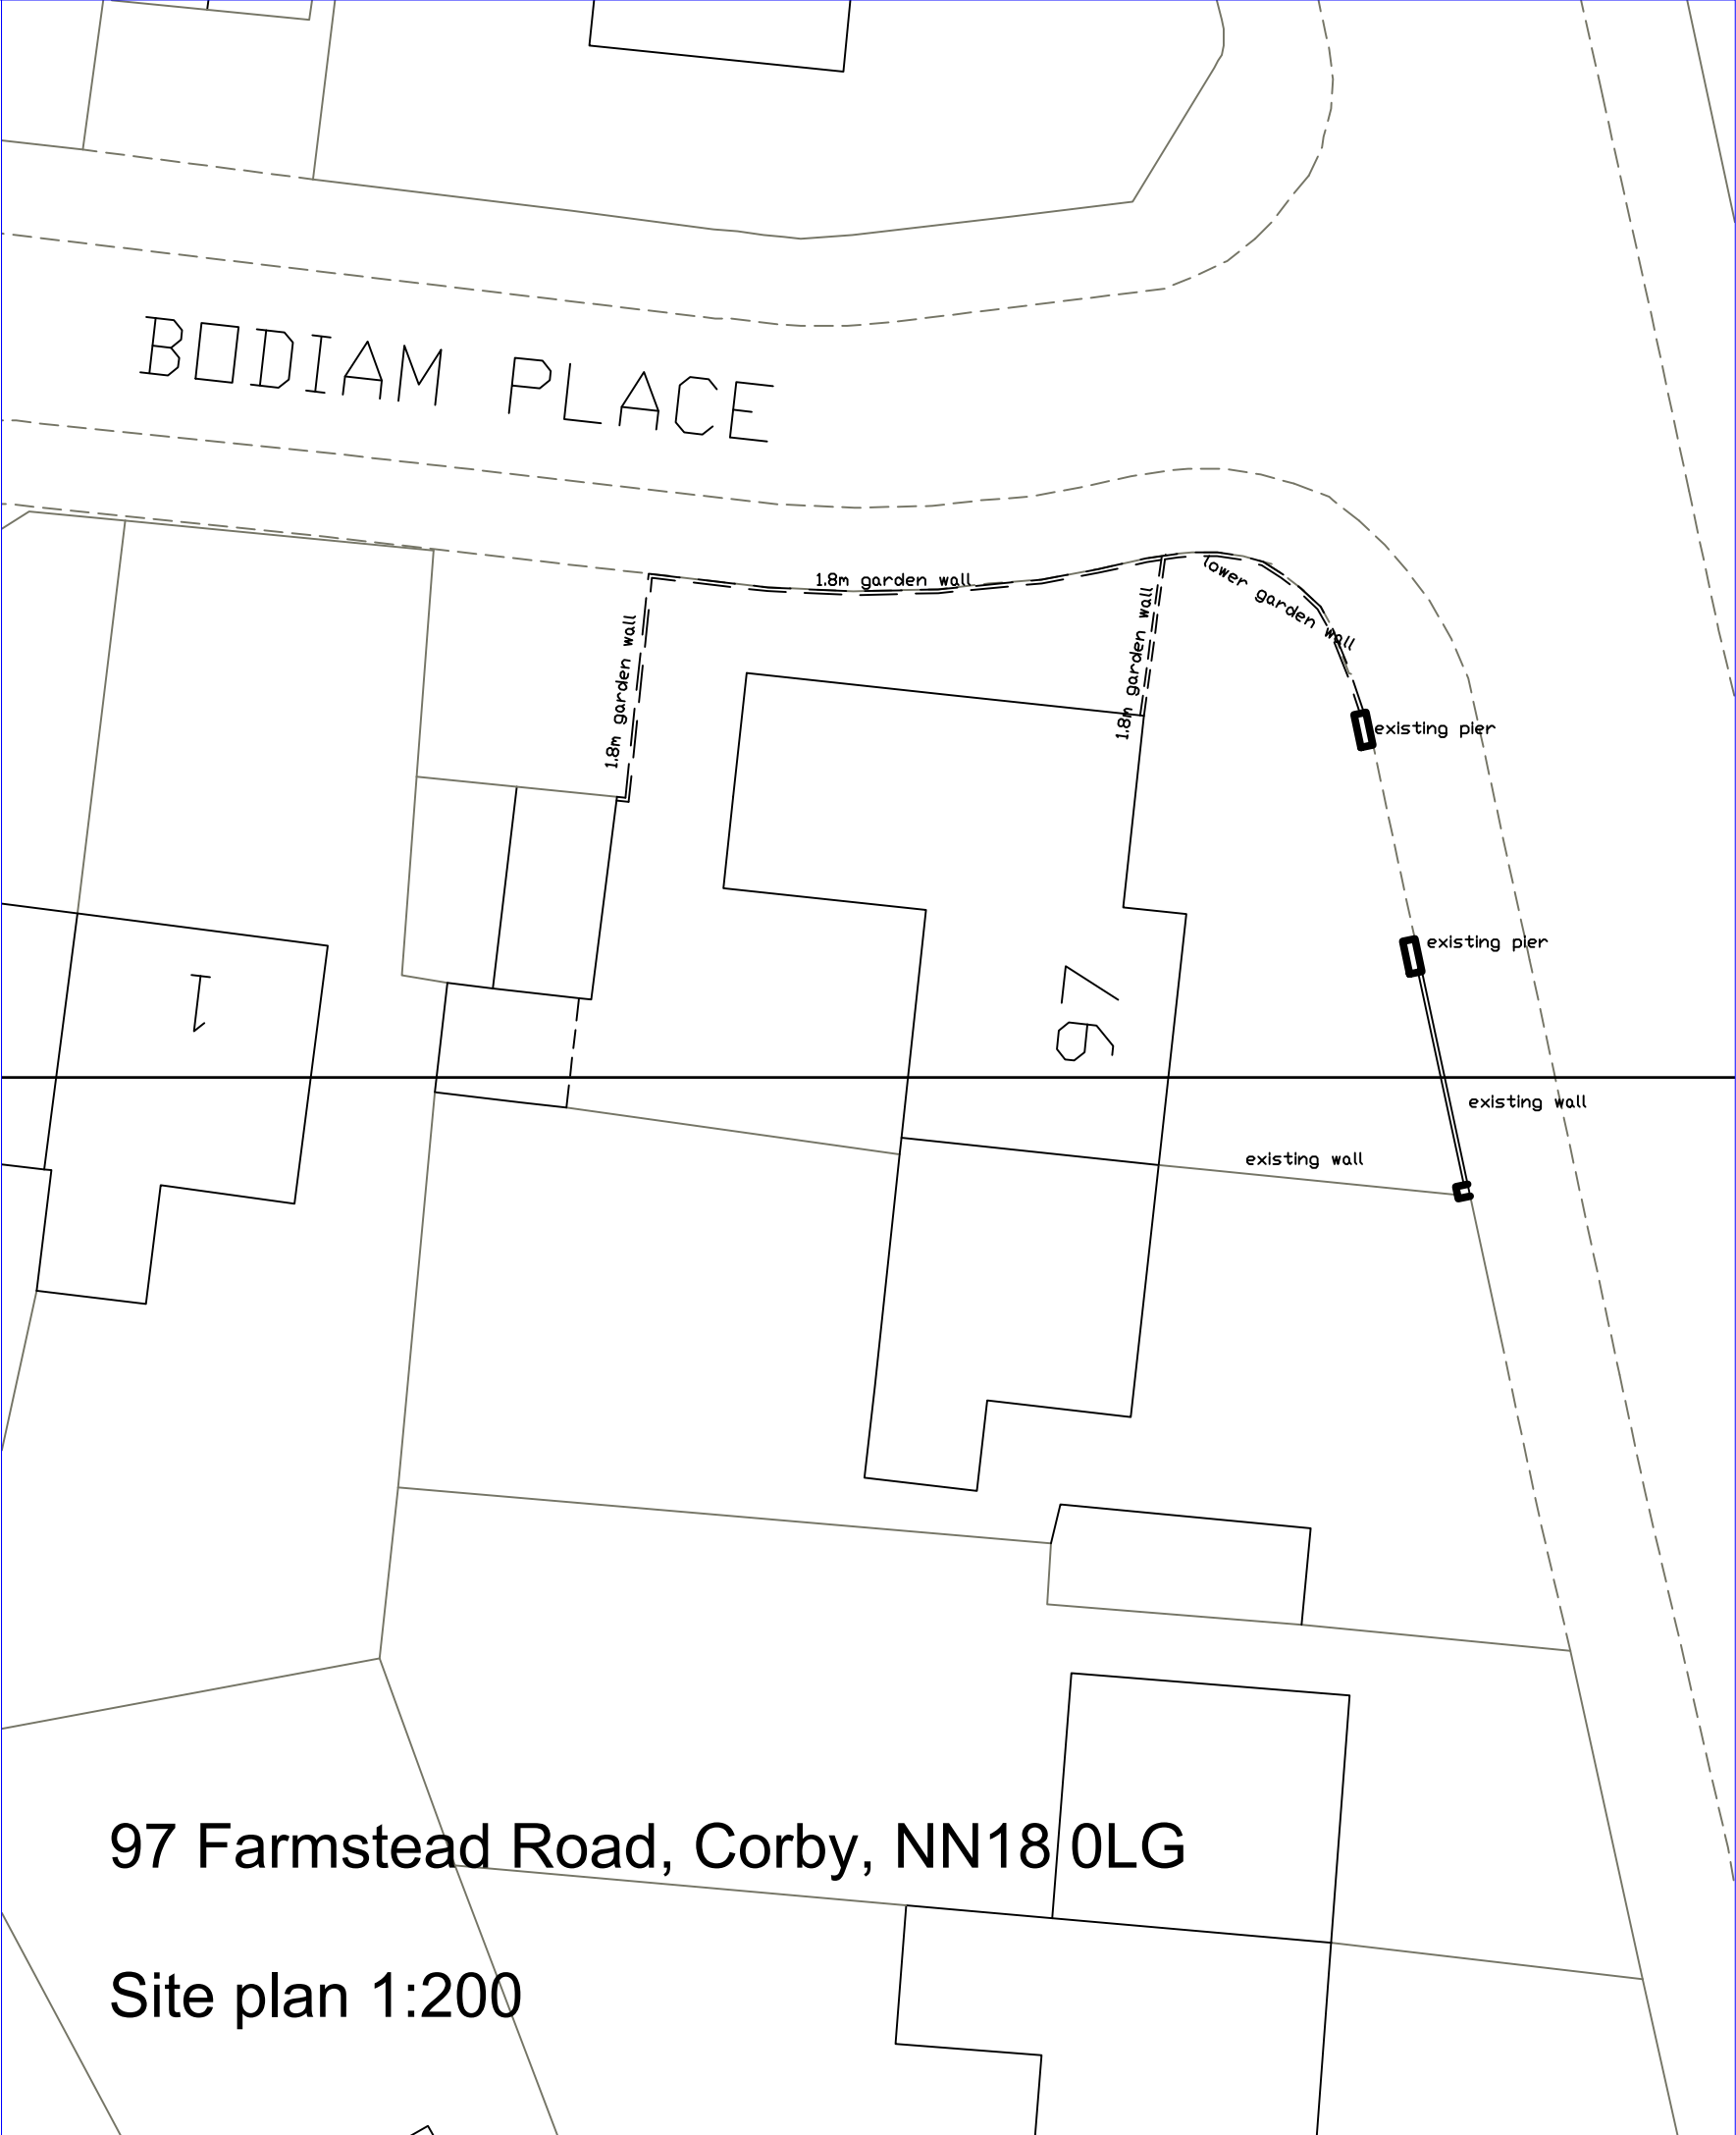 BODIAM PLACE
1.8m garden wall
lower garden wall
1.8m garden wall
1.8m garden wall
existing pier
existing pier
1
97
existing wall
existing wall
97 Farmstead Road, Corby, NN18 0LG
Site plan 1:200